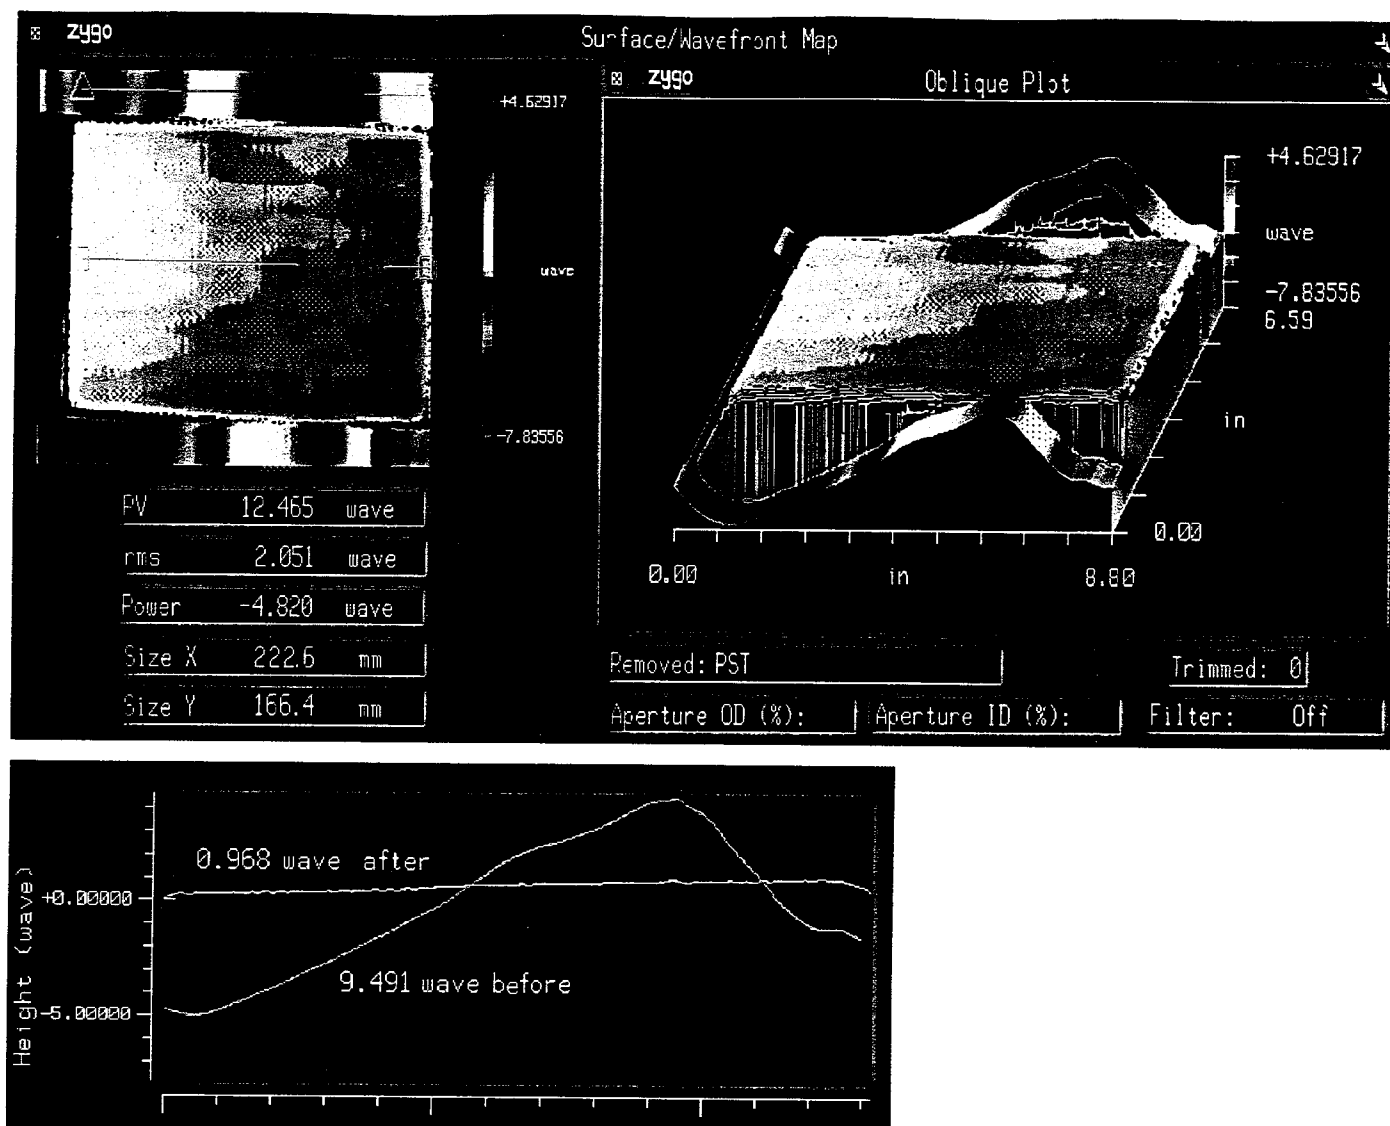 zygo
Surface/Wavefront Map
+4.62917
wave
-7.83556
zygo
Oblique Plot
+4.62917
wave
-7.83556
6.59
in
0.00
0.00
in
8.80
PV 12.465 wave
rms 2.051 wave
Power -4.820 wave
Size X 222.6 mm
Size Y 166.4 mm
Removed: PST
Trimmed: 0
Aperture OD (%):
Aperture ID (%):
Filter: Off
Height (wave)
+0.00000
-5.00000
0.968 wave after
9.491 wave before